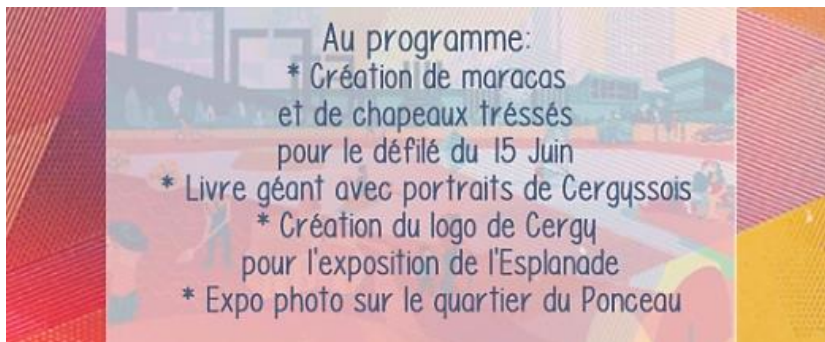 Au programme:
* Création de maracas
et de chapeaux tréssés
pour le défilé du 15 Juin
* Livre géant avec portraits de Cergyssois
* Création du logo de Cergy
pour l'exposition de l'Esplanade
* Expo photo sur le quartier du Ponceau